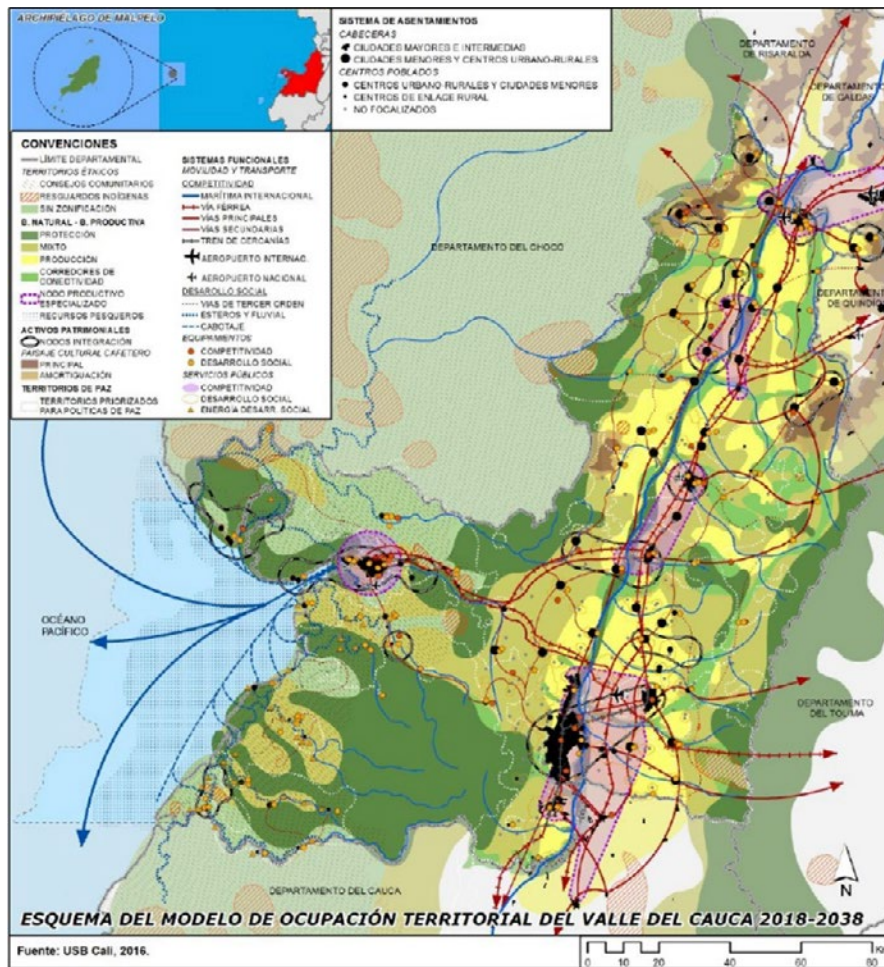 ARCHIPIÉLAGO DE MALPELO
SISTEMA DE ASENTAMIENTOS
CABECERAS
CIUDADES MAYORES E INTERMEDIAS
CIUDADES MENORES Y CENTROS URBANO-RURALES
CENTROS POBLADOS
CENTROS URBANO-RURALES Y CIUDADES MENORES
CENTROS DE ENLACE RURAL
NO FOCALIZADOS
CONVENCIONES
LÍMITE DEPARTAMENTAL
TERRITORIOS ÉTNICOS
CONSEJOS COMUNITARIOS
RESGUARDOS INDÍGENAS
SIN ZONIFICACIÓN
B. NATURAL - B. PRODUCTIVA
PROTECCIÓN
MIXTO
PRODUCCIÓN
CORREDORES DE
CONECTIVIDAD
NODO PRODUCTIVO
ESPECIALIZADO
RECURSOS PESQUEROS
ACTIVOS PATRIMONIALES
NODOS INTEGRACIÓN
PAISAJE CULTURAL CAFETERO
PRINCIPAL
AMORTIGUACIÓN
TERRITORIOS DE PAZ
TERRITORIOS PRIORIZADOS
PARA POLÍTICAS DE PAZ
SISTEMAS FUNCIONALES
MOVILIDAD Y TRANSPORTE
COMPETITIVIDAD
MARÍTIMA INTERNACIONAL
VÍA FÉRREA
VÍAS PRINCIPALES
VÍAS SECUNDARIAS
TREN DE CERCANÍAS
AEROPUERTO INTERNAC.
AEROPUERTO NACIONAL
DESAROLLO SOCIAL
VIAS DE TERCER ORDEN
ESTEROS Y FLUVIAL
CABOTAJE
EQUIPAMIENTOS
COMPETITIVIDAD
DESARROLLO SOCIAL
SERVICIOS PÚBLICOS
COMPETITIVIDAD
DESARROLLO SOCIAL
ENERGÍA DESARR. SOCIAL
DEPARTAMENTO
DE RISARALDA
DEPARTAMENTO
DE CALDAS
DEPARTAMENTO DEL CHOCÓ
DEPARTAMENTO
DE QUINDÍO
OCÉANO
PACÍFICO
DEPARTAMENTO
DEL TOLIMA
DEPARTAMENTO DEL CAUCA
N
ESQUEMA DEL MODELO DE OCUPACIÓN TERRITORIAL DEL VALLE DEL CAUCA 2018-2038
Fuente: USB Cali, 2016.
0 5 10 20 40 60 80